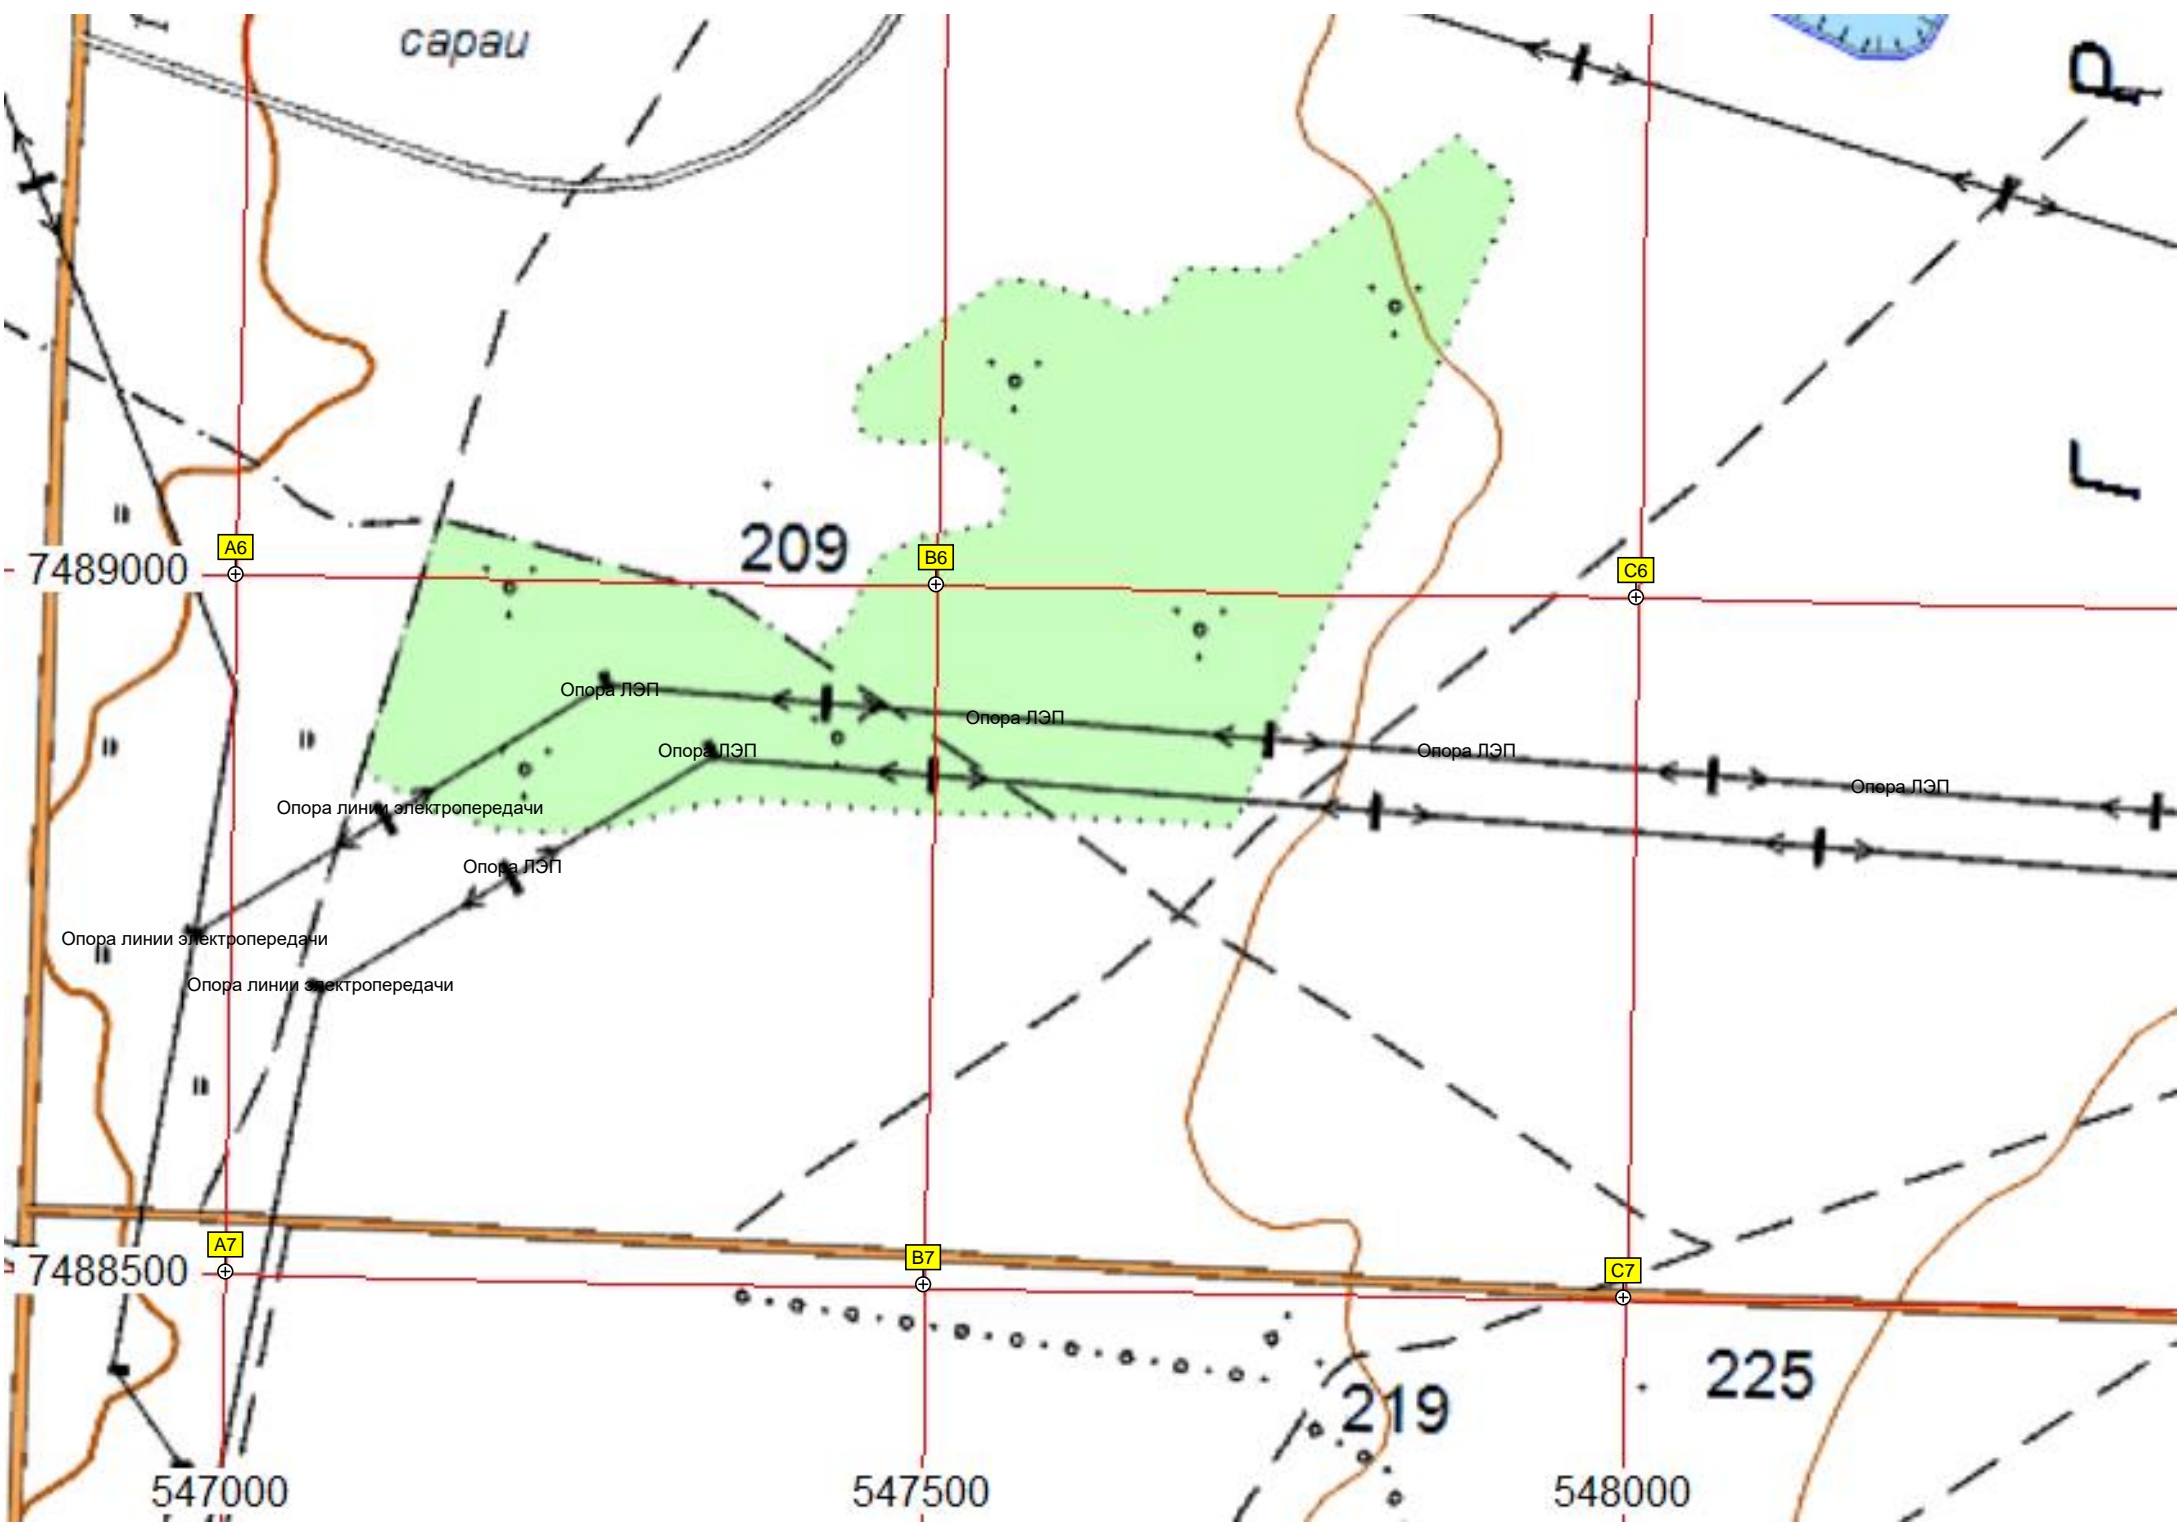 сараи
Р
Г
209
A6
B6
C6
7489000
Опора ЛЭП
Опора ЛЭП
Опора ЛЭП
Опора ЛЭП
Опора ЛЭП
Опора линии электропередачи
Опора ЛЭП
Опора линии электропередачи
Опора линии электропередачи
A7
B7
C7
7488500
225
219
547000
547500
548000